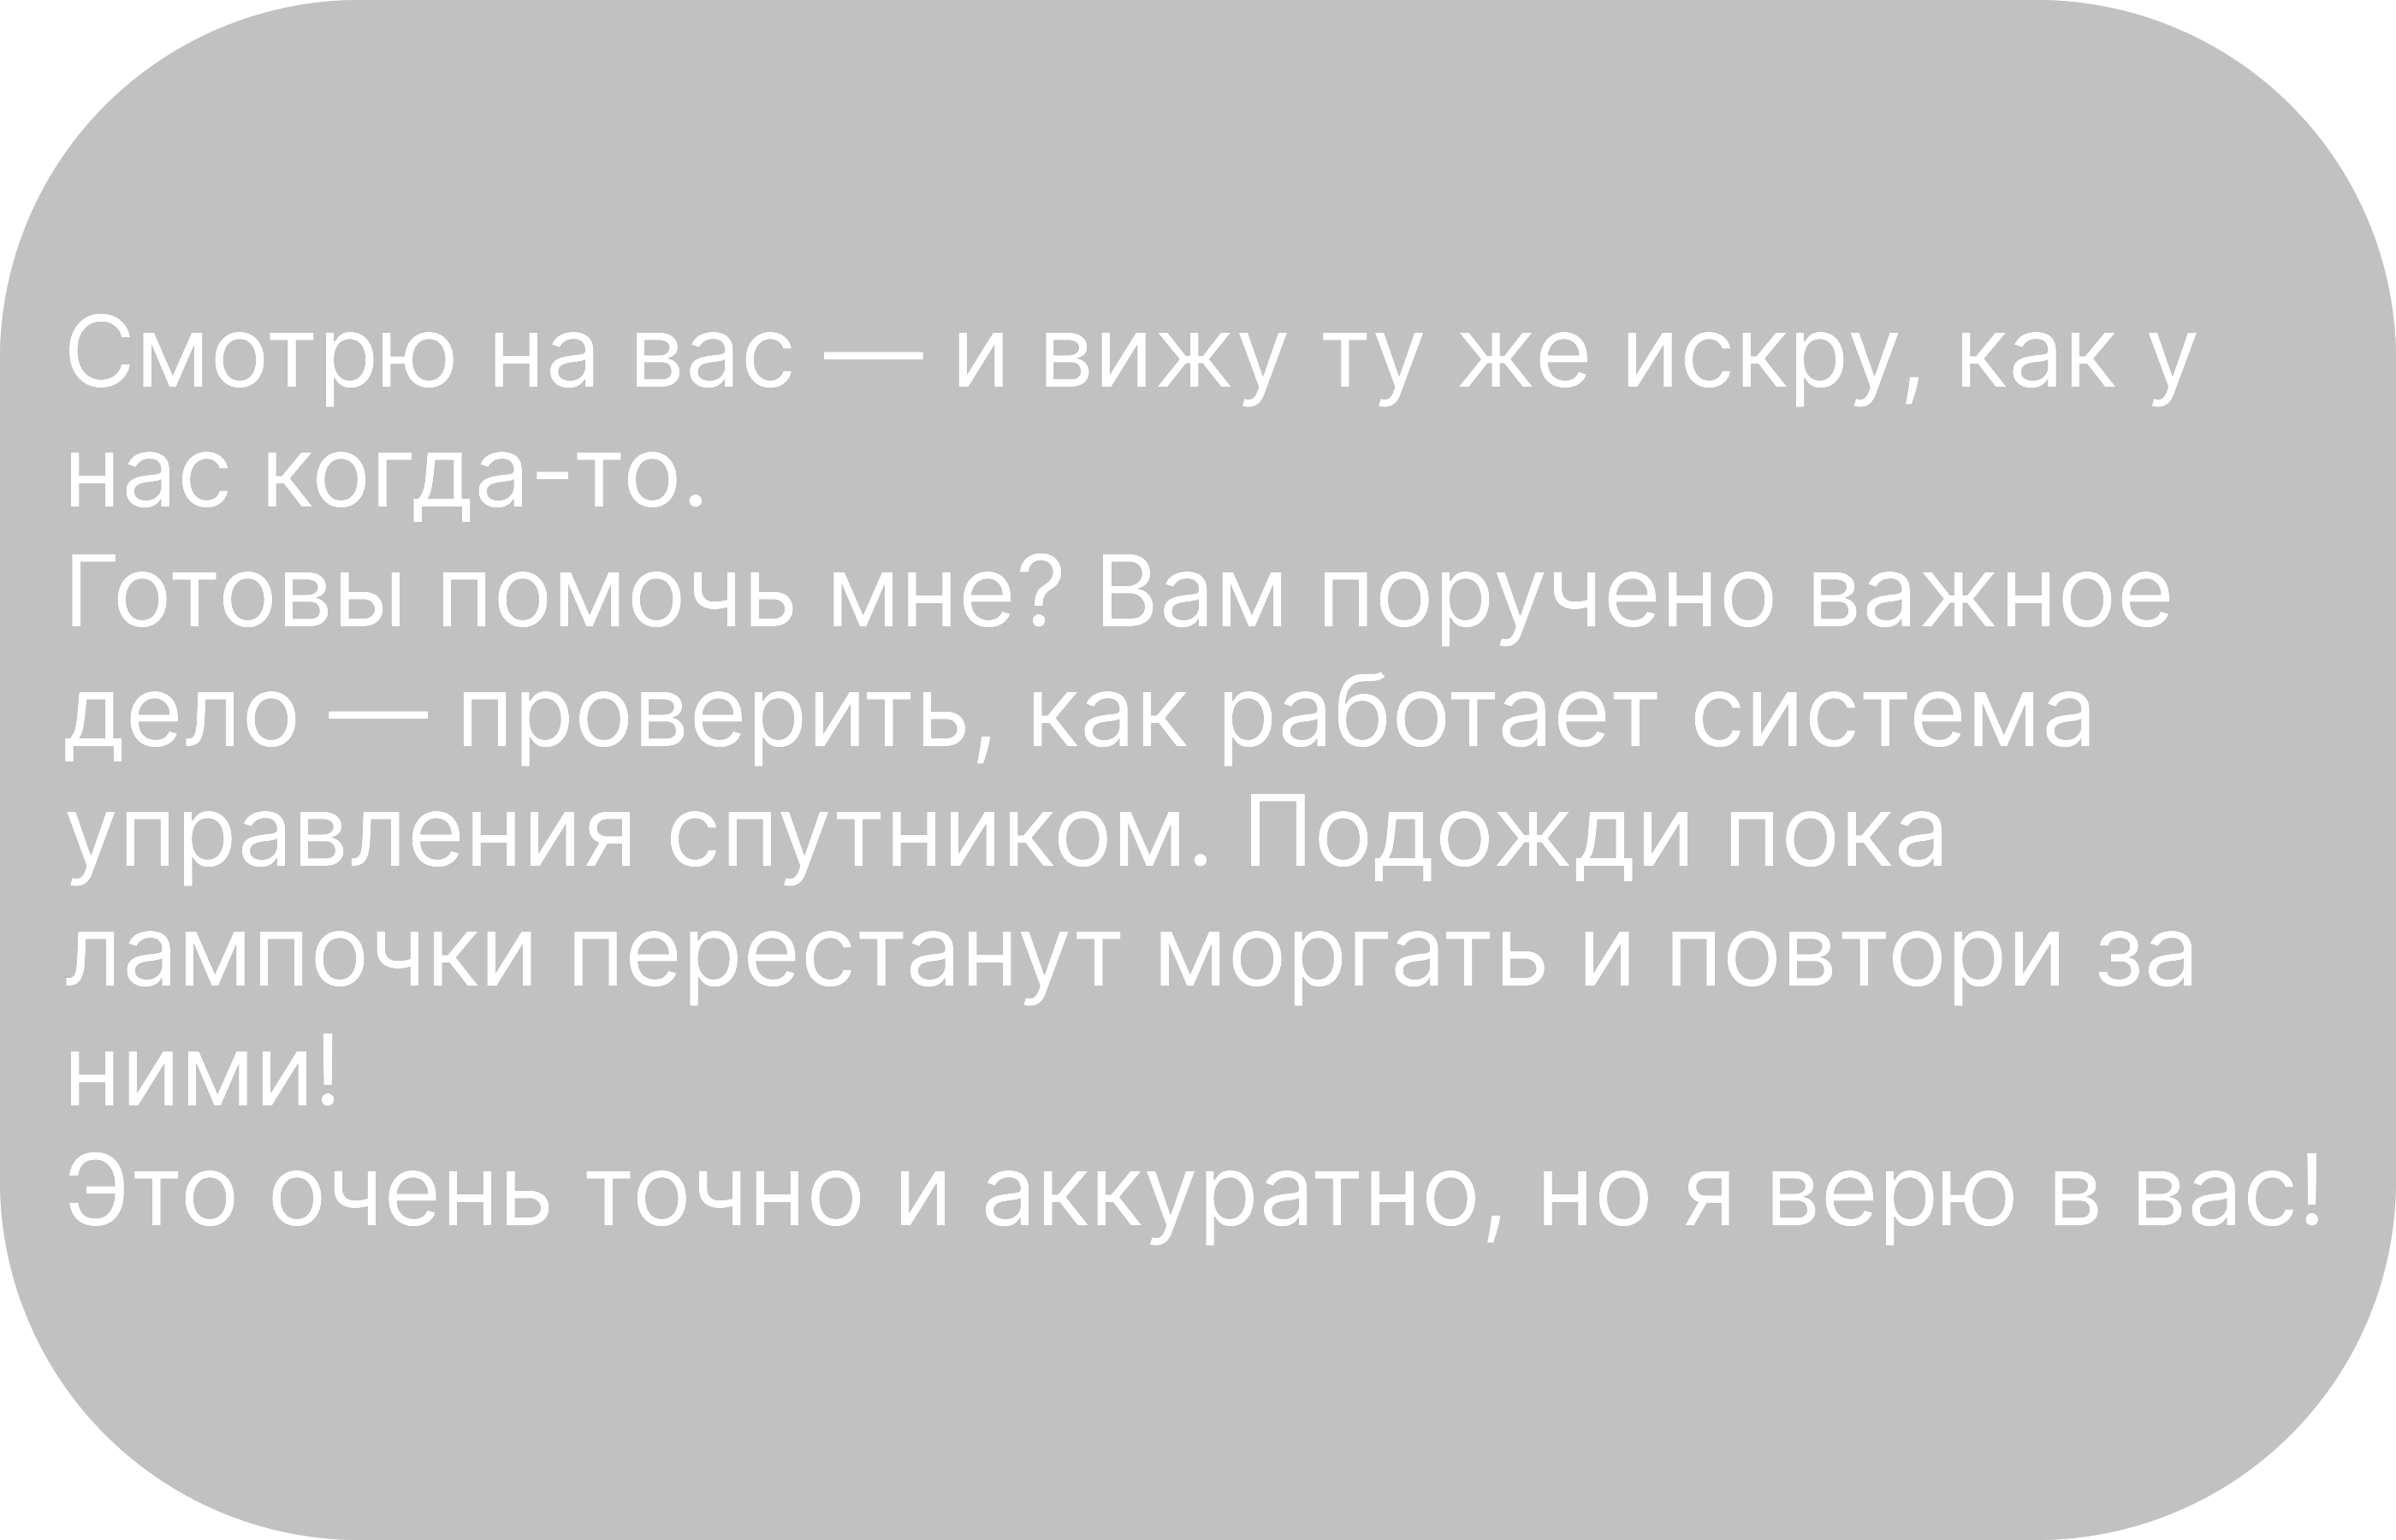 Смотрю на вас — и вижу ту же искру, как у
нас когда-то.
Готовы помочь мне? Вам поручено важное
дело — проверить, как работает система
управления спутником. Подожди пока
лампочки перестанут моргать и повтори за
ними!
Это очень точно и аккуратно, но я верю в вас!